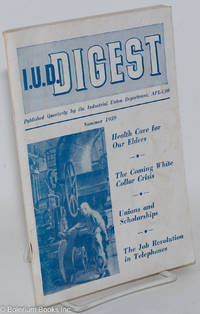 I.U.D. DIGEST
Published Quarterly by the Industrial Union Department, AFL-CIO
Summer 1959
Health Care for
Our Elders
The Coming White
Collar Crisis
Unions and
Scholarships
The Job Revolution
in Telephones
© Bolerium Books Inc.